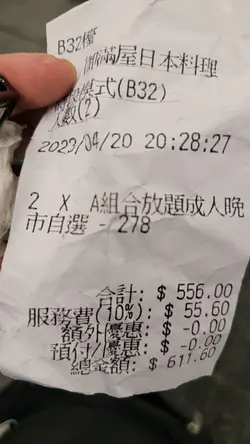 B32檯
滿屋日本料理
模式(B32)
人數(2)
2023/04/20 20:28:27
2 X A組合放題成人晚
市自選 - 278
合計: $ 556.00
服務費(10%): $ 55.60
額外優惠: $ -0.00
預付/優惠: $ -0.00
總金額: $ 611.60